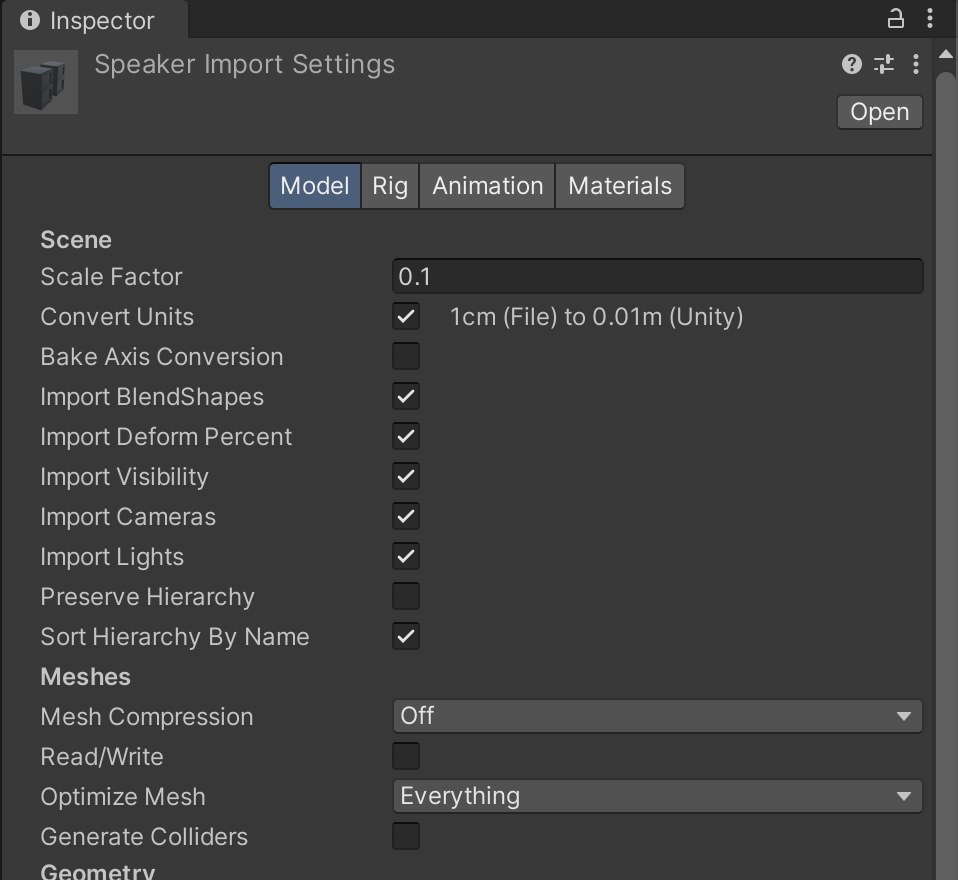 Inspector
Speaker Import Settings
Open
Model Rig Animation Materials
Scene
Scale Factor 0.1
Convert Units 1cm (File) to 0.01m (Unity)
Bake Axis Conversion
Import BlendShapes
Import Deform Percent
Import Visibility
Import Cameras
Import Lights
Preserve Hierarchy
Sort Hierarchy By Name
Meshes
Mesh Compression Off
Read/Write
Optimize Mesh Everything
Generate Colliders
Geometry